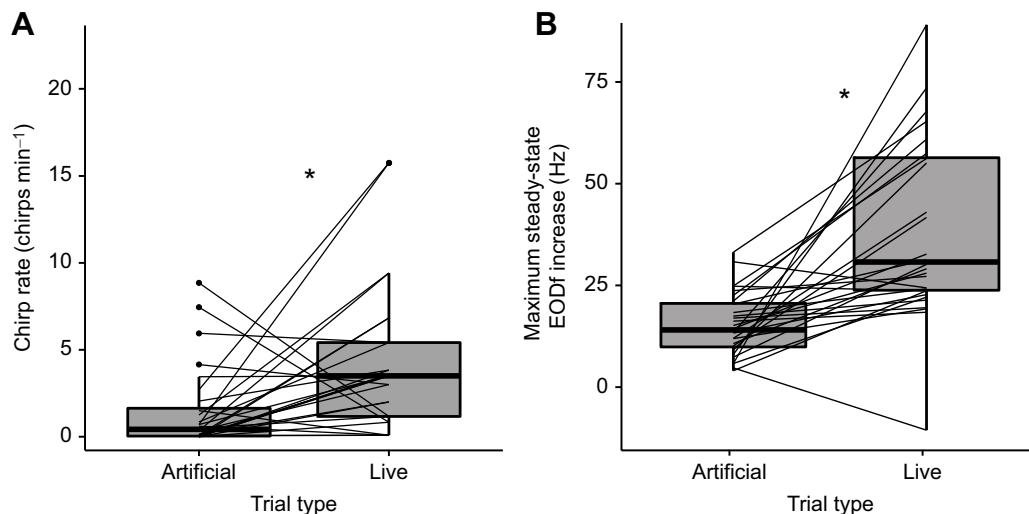 A
Chirp rate (chirps min⁻¹)
20
15
10
5
0
*
Artificial
Live
Trial type
B
Maximum steady-state
EODf increase (Hz)
75
50
25
0
*
Artificial
Live
Trial type